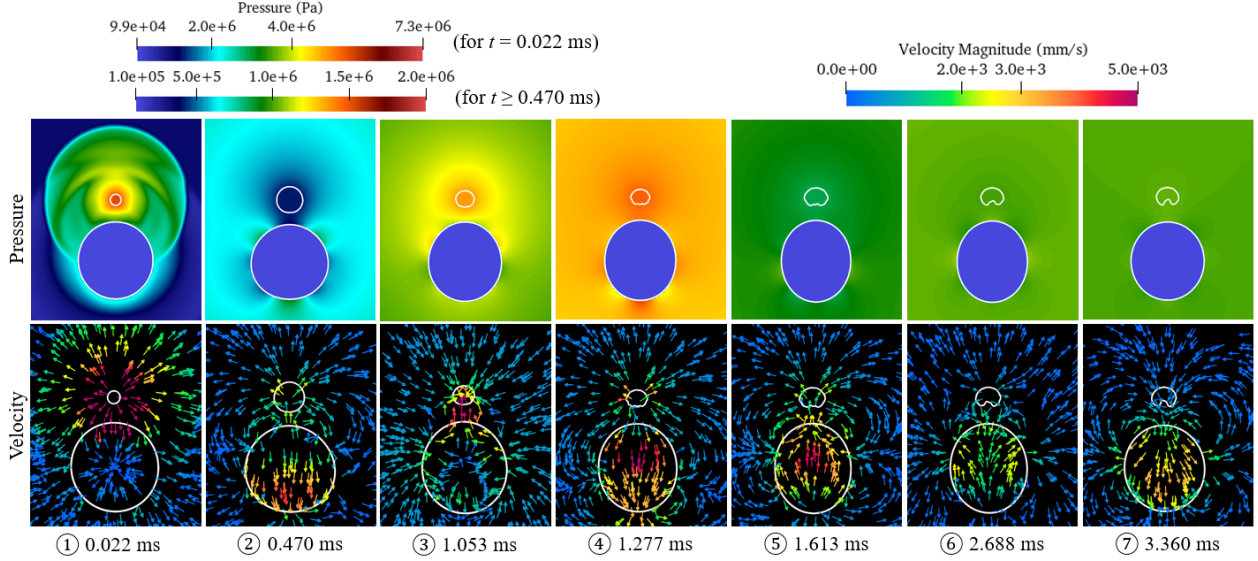 Pressure (Pa)
9.9e+04 2.0e+6 4.0e+6 7.3e+06
(for t = 0.022 ms)
1.0e+05 5.0e+5 1.0e+6 1.5e+6 2.0e+06
(for t ≥ 0.470 ms)
Velocity Magnitude (mm/s)
0.0e+00 2.0e+3 3.0e+3 5.0e+03
Pressure
Velocity
① 0.022 ms ② 0.470 ms ③ 1.053 ms ④ 1.277 ms ⑤ 1.613 ms ⑥ 2.688 ms ⑦ 3.360 ms